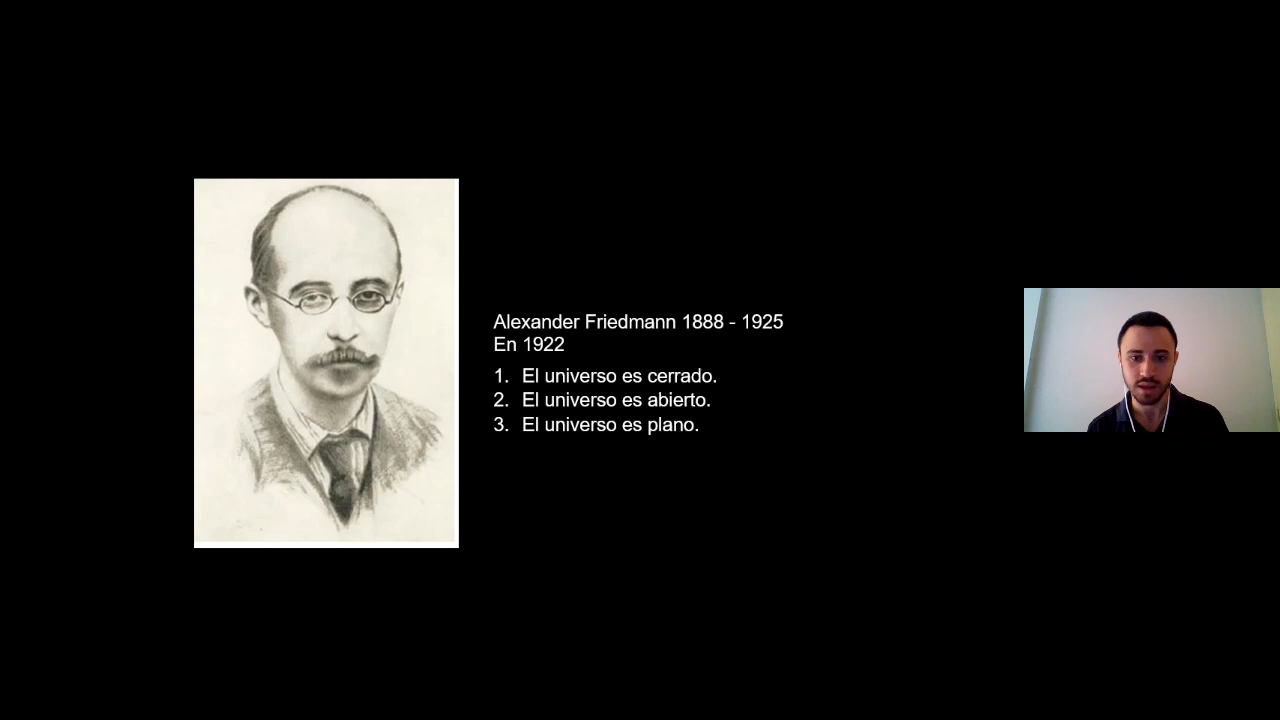 Alexander Friedmann 1888 - 1925
En 1922
1. El universo es cerrado.
2. El universo es abierto.
3. El universo es plano.